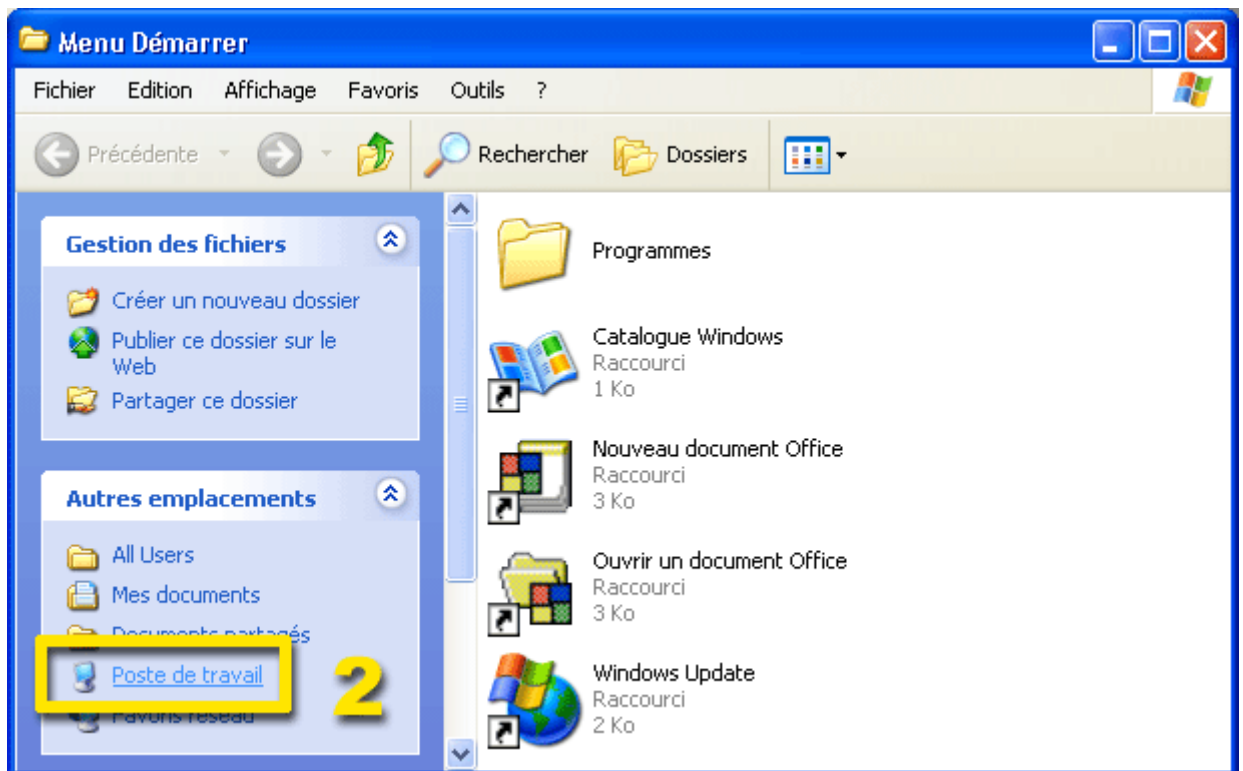 Menu Démarrer
Fichier Edition Affichage Favoris Outils ?
Précédente Rechercher Dossiers
Gestion des fichiers
Créer un nouveau dossier
Publier ce dossier sur le
Web
Partager ce dossier
Autres emplacements
All Users
Mes documents
Documents partagés
Poste de travail
2
Favoris réseau
Programmes
Catalogue Windows
Raccourci
1 Ko
Nouveau document Office
Raccourci
3 Ko
Ouvrir un document Office
Raccourci
3 Ko
Windows Update
Raccourci
2 Ko